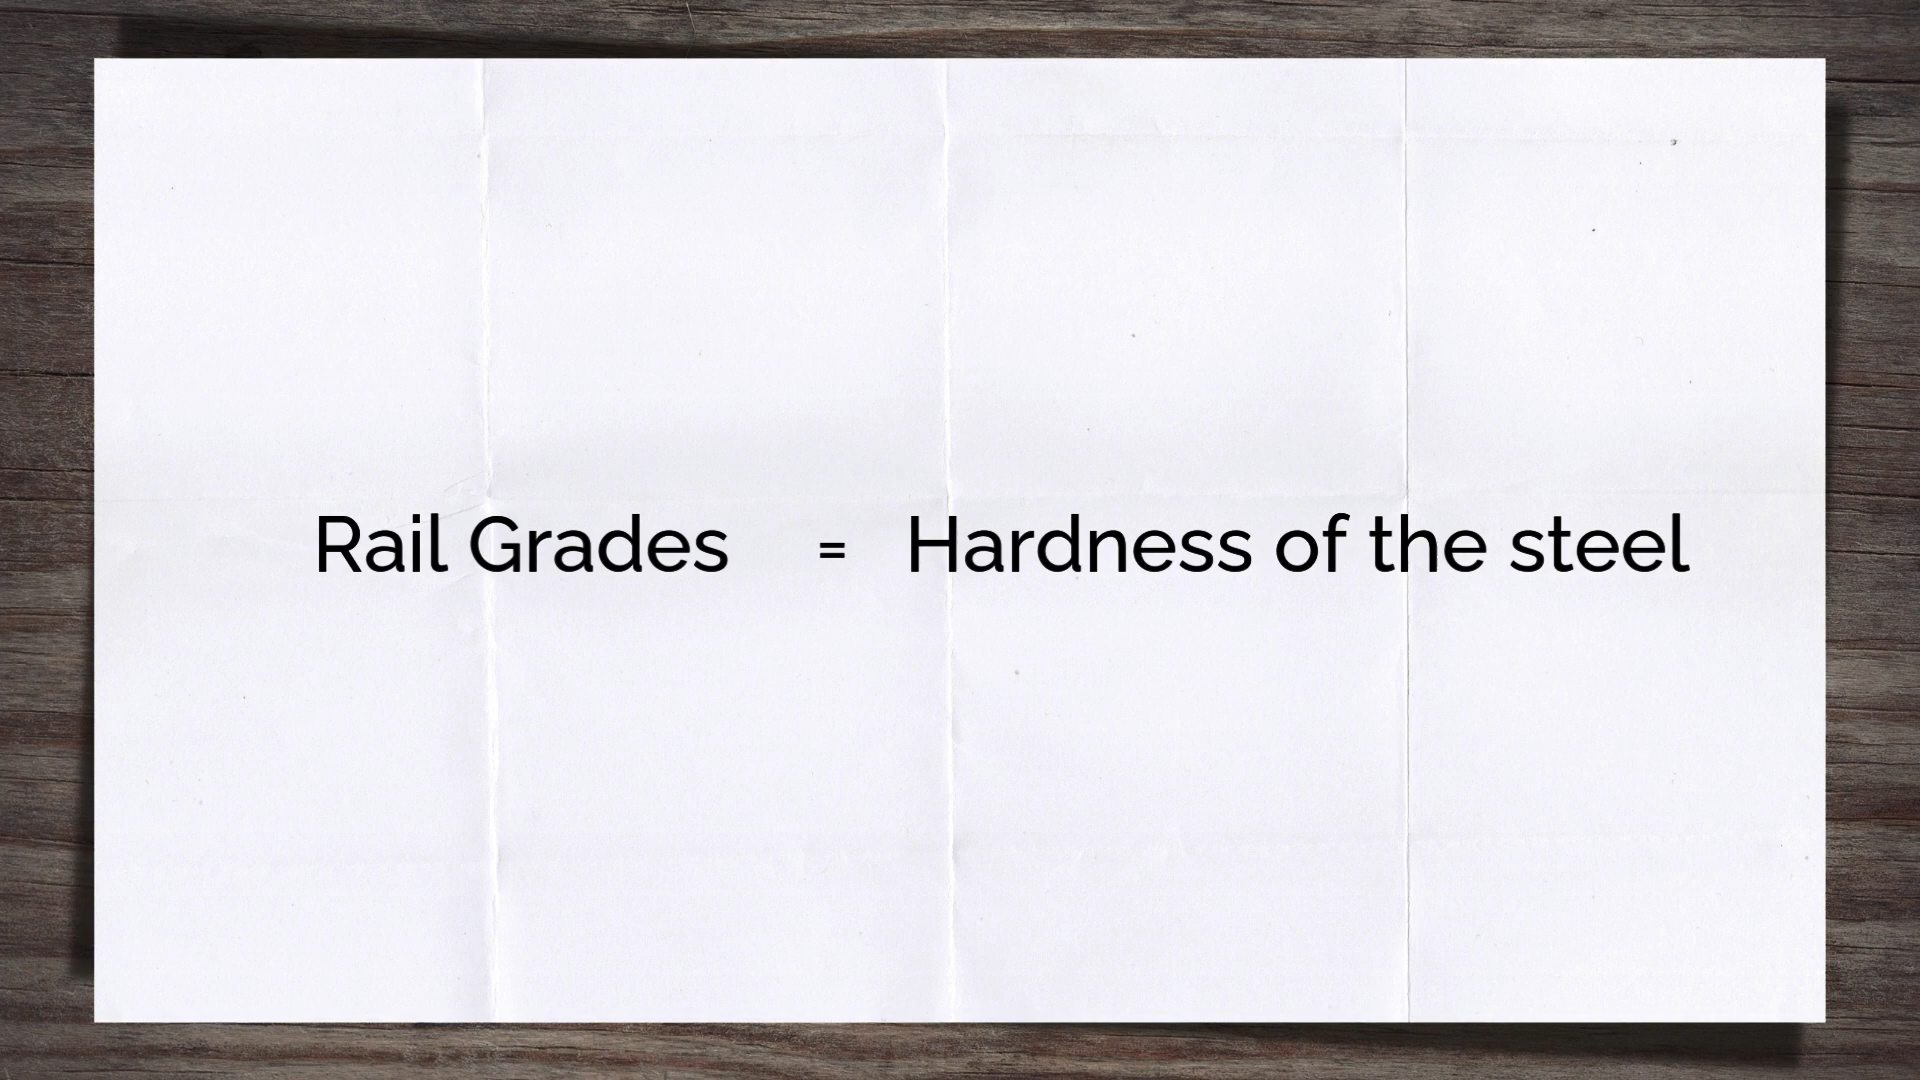 Rail Grades = Hardness of the steel